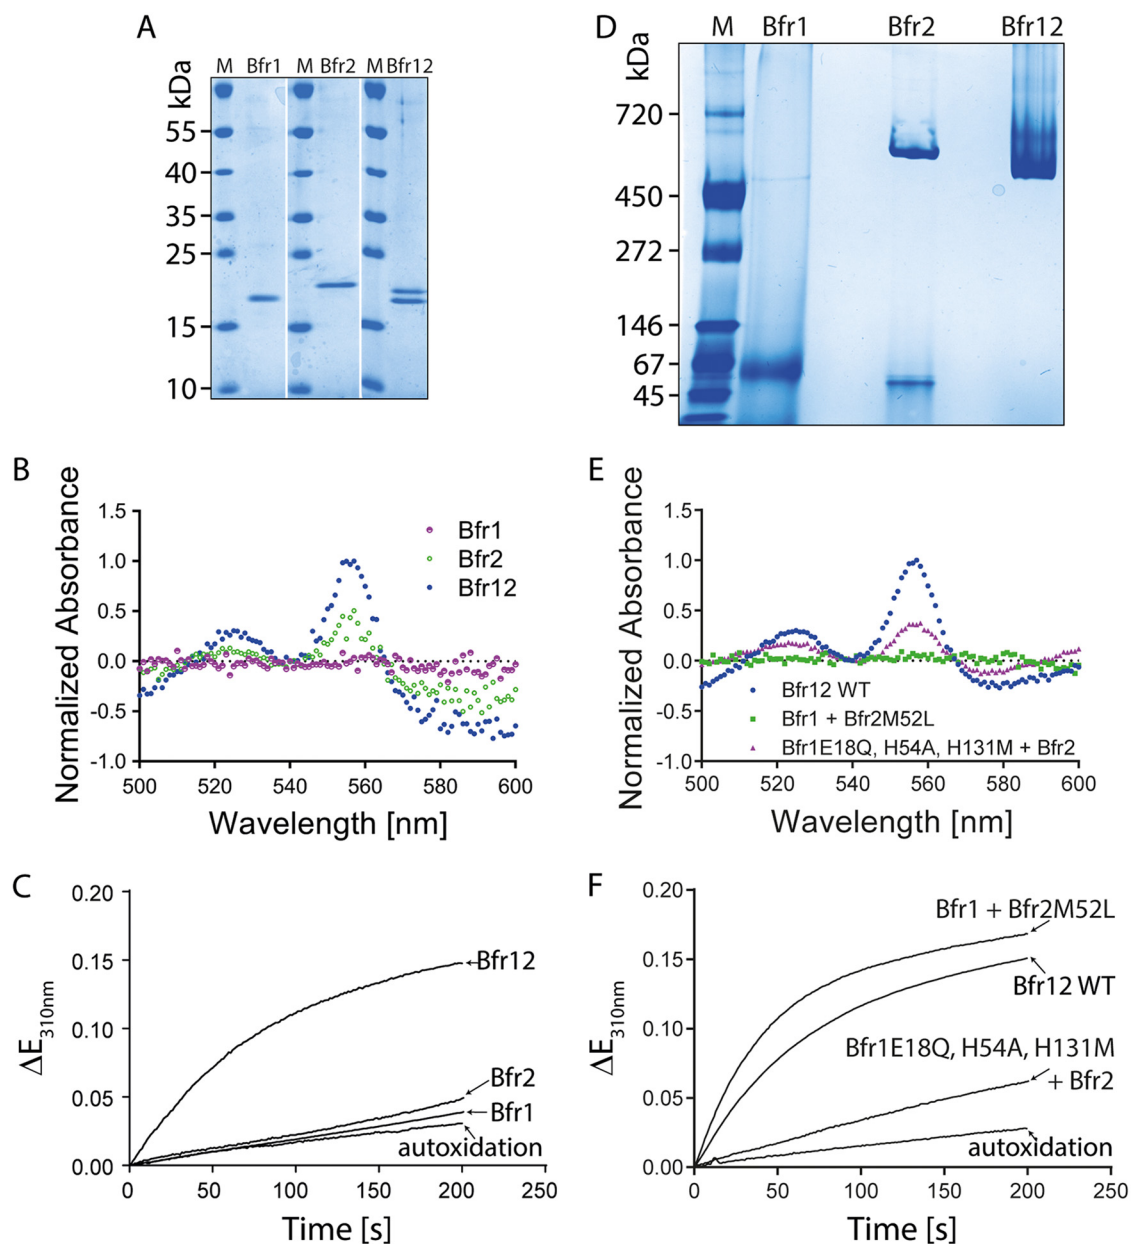 A
M Bfr1 M Bfr2 M Bfr12
kDa
55
40
35
25
15
10
D
M Bfr1 Bfr2 Bfr12
kDa
720
450
272
146
67
45
B
Normalized Absorbance
1.5
1.0
0.5
0.0
-0.5
-1.0
500 520 540 560 580 600
Wavelength [nm]
Bfr1
Bfr2
Bfr12
E
Normalized Absorbance
1.5
1.0
0.5
0.0
-0.5
-1.0
500 520 540 560 580 600
Wavelength [nm]
Bfr12 WT
Bfr1 + Bfr2M52L
Bfr1E18Q, H54A, H131M + Bfr2
C
ΔE310nm
0.20
0.15
0.10
0.05
0.00
0 50 100 150 200 250
Time [s]
Bfr12
Bfr2
Bfr1
autoxidation
F
ΔE310nm
0.20
0.15
0.10
0.05
0.00
0 50 100 150 200 250
Time [s]
Bfr1 + Bfr2M52L
Bfr12 WT
Bfr1E18Q, H54A, H131M
+ Bfr2
autoxidation